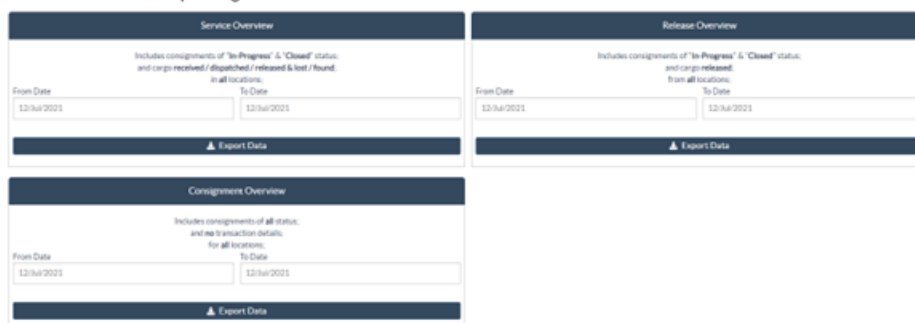 Service Overview
Includes consignments of "In-Progress" & "Closed" status;
and cargo received / dispatched / released & lost / found;
in all locations;
From Date
To Date
12/Jul/2021
12/Jul/2021
Export Data
Release Overview
Includes consignments of "In-Progress" & "Closed" status;
and cargo released;
from all locations;
From Date
To Date
12/Jul/2021
12/Jul/2021
Export Data
Consignment Overview
Includes consignments of all status;
and no transaction details;
for all locations;
From Date
To Date
12/Jul/2021
12/Jul/2021
Export Data